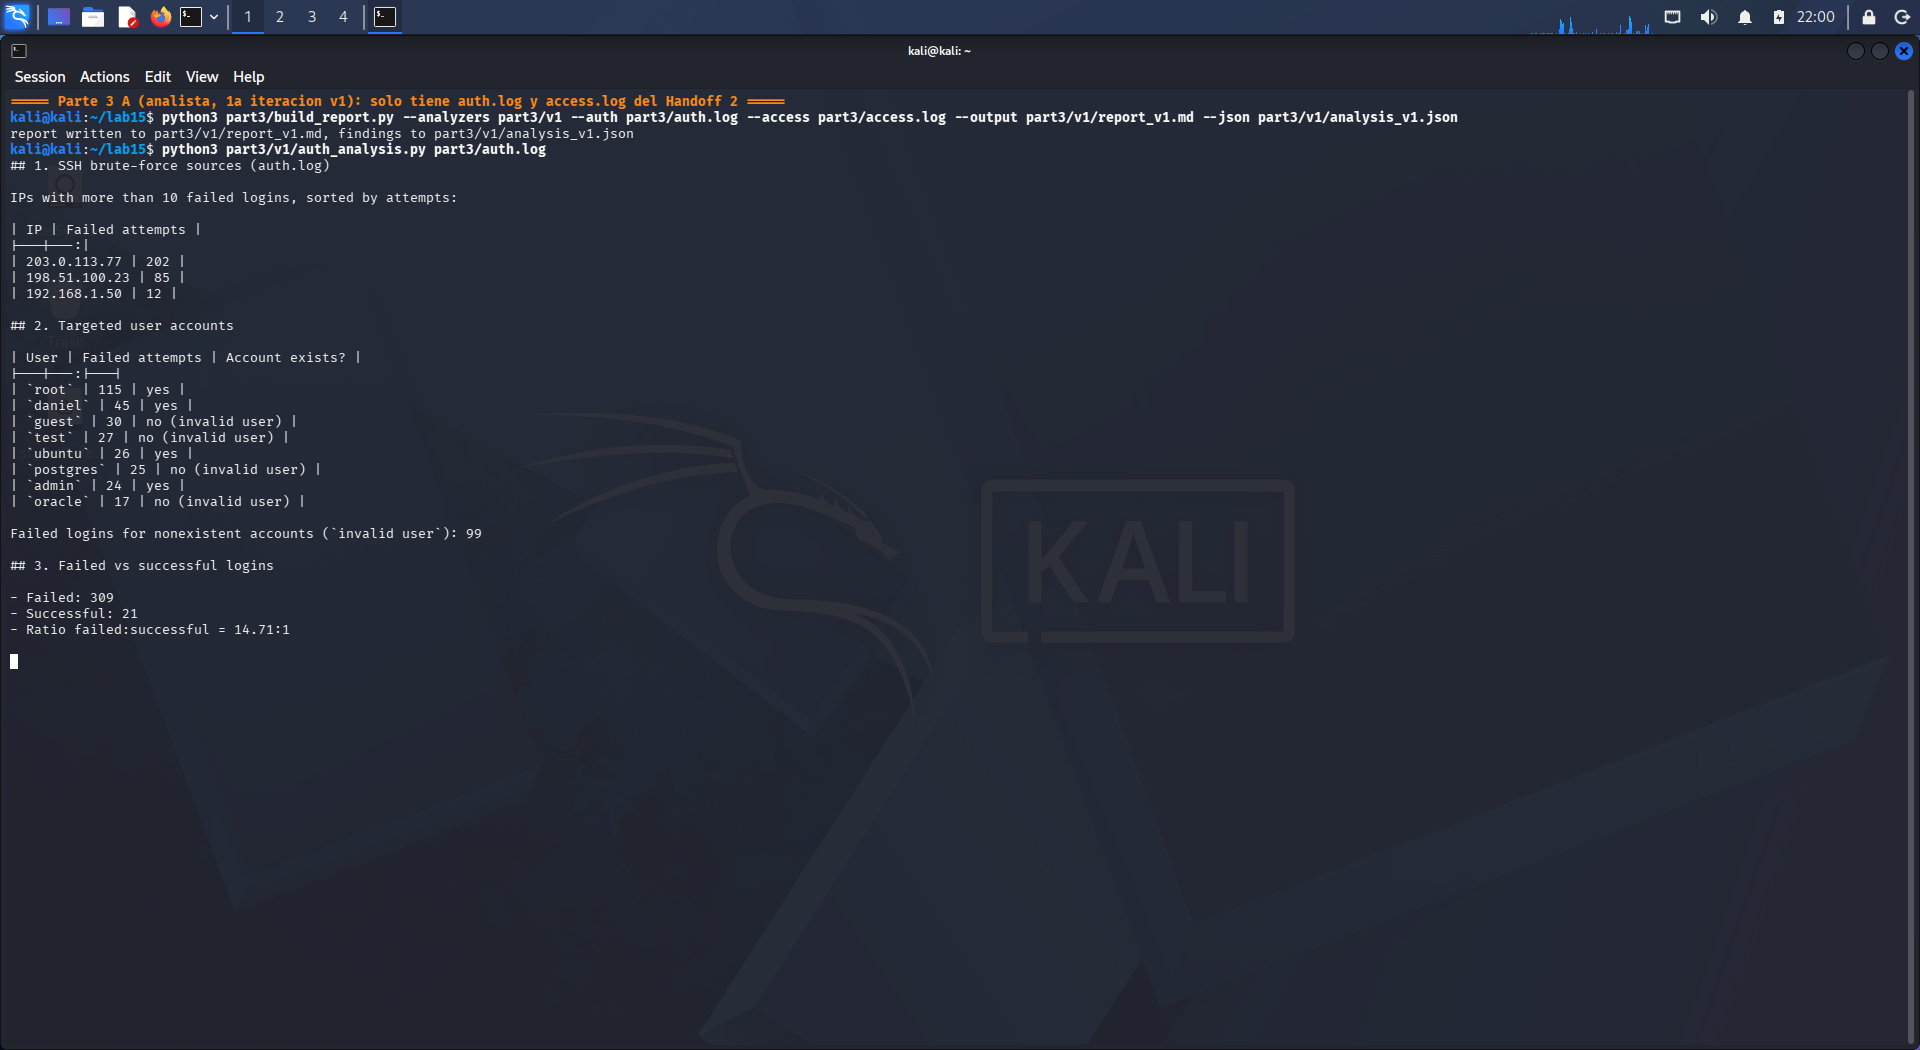 1 2 3 4 22:00
kali@kali: ~
Session Actions Edit View Help
===== Parte 3 A (analista, 1a iteracion v1): solo tiene auth.log y access.log del Handoff 2 =====
kali@kali:~/lab15$ python3 part3/build_report.py --analyzers part3/v1 --auth part3/auth.log --access part3/access.log --output part3/v1/report_v1.md --json part3/v1/analysis_v1.json
report written to part3/v1/report_v1.md, findings to part3/v1/analysis_v1.json
kali@kali:~/lab15$ python3 part3/v1/auth_analysis.py part3/auth.log
## 1. SSH brute-force sources (auth.log)
IPs with more than 10 failed logins, sorted by attempts:
| IP | Failed attempts |
|---|---:|
| 203.0.113.77 | 202 |
| 198.51.100.23 | 85 |
| 192.168.1.50 | 12 |
## 2. Targeted user accounts
Trash
| User | Failed attempts | Account exists? |
|---|---:|---|
| `root` | 115 | yes |
| `daniel` | 45 | yes |
| `guest` | 30 | no (invalid user) |
| `test` | 27 | no (invalid user) |
| `ubuntu` | 26 | yes |
| `postgres` | 25 | no (invalid user) |
| `admin` | 24 | yes |
| `oracle` | 17 | no (invalid user) |
Failed logins for nonexistent accounts (`invalid user`): 99
## 3. Failed vs successful logins
- Failed: 309
- Successful: 21
- Ratio failed:successful = 14.71:1
KALI